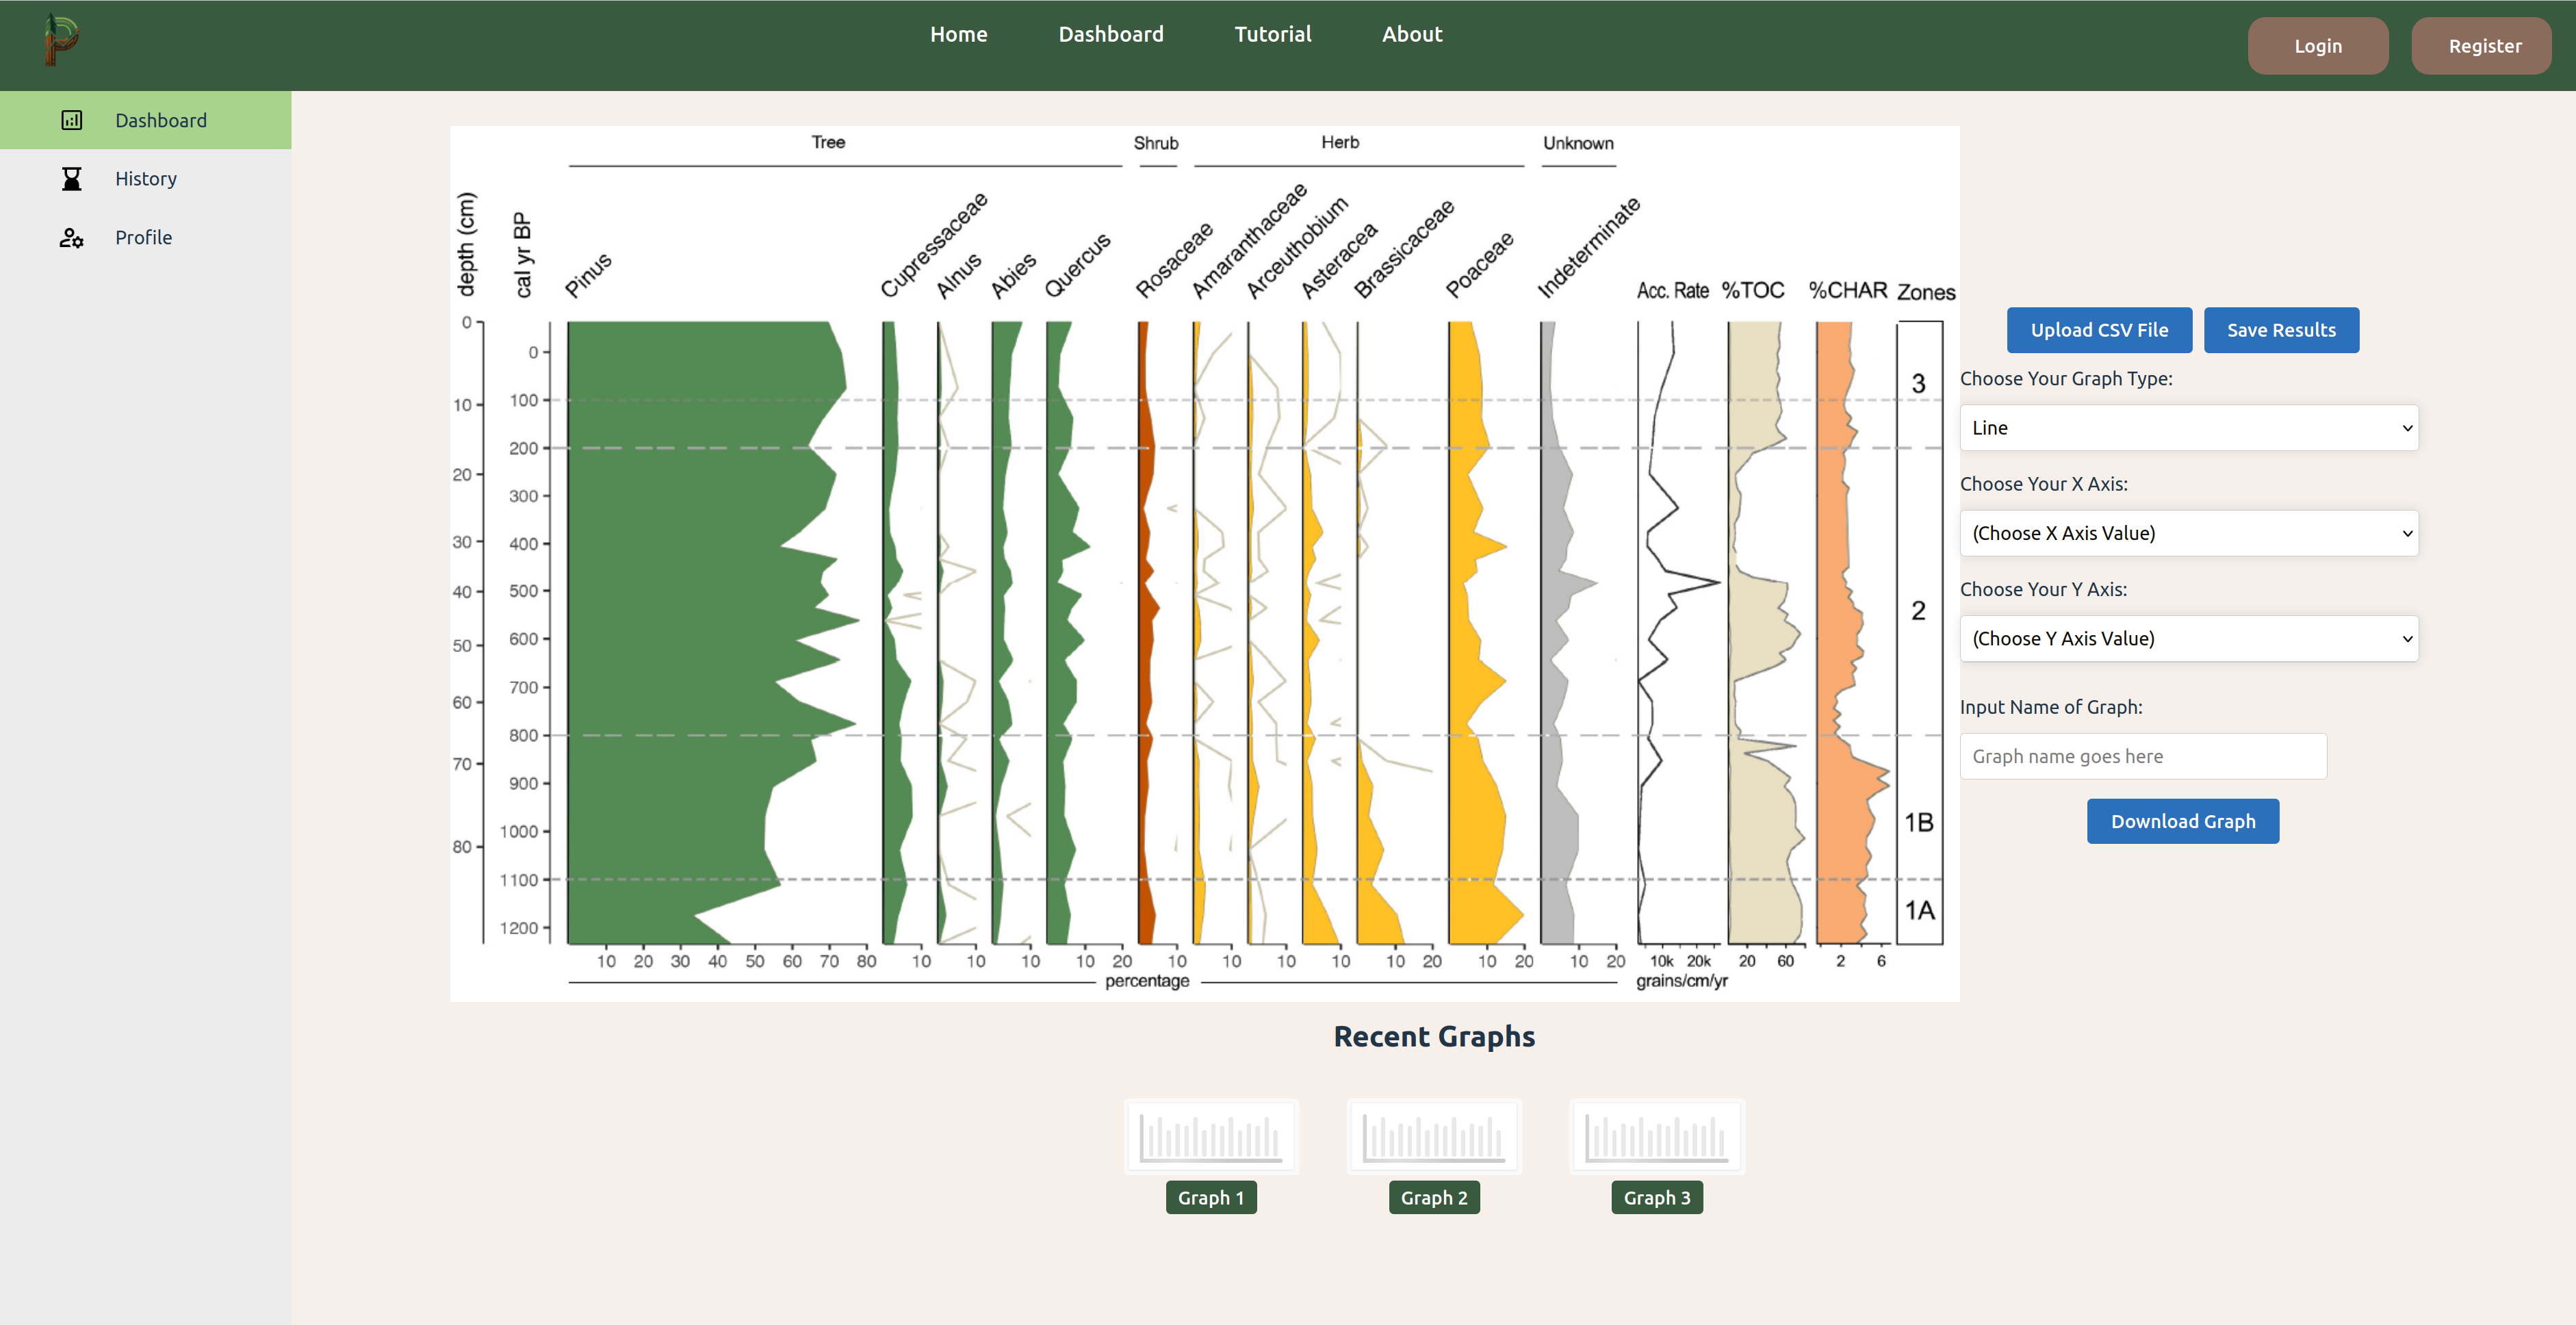 Home Dashboard Tutorial About Login Register
Dashboard
History
Profile
Tree Shrub Herb Unknown
depth (cm) cal yr BP Pinus Cupressaceae Alnus Abies Quercus Rosaceae Amaranthaceae Arceuthobium Asteracea Brassicaceae Poaceae Indeterminate Acc. Rate %TOC %CHAR Zones
0
10
20
30
40
50
60
70
80
0
100
200
300
400
500
600
700
800
900
1000
1100
1200
3
2
1B
1A
10 20 30 40 50 60 70 80 10 10 10 10 20 10 10 10 10 10 20 10 20 10 20 10k 20k 20 60 2 6
percentage grains/cm/yr
Upload CSV File Save Results
Choose Your Graph Type:
Line
Choose Your X Axis:
(Choose X Axis Value)
Choose Your Y Axis:
(Choose Y Axis Value)
Input Name of Graph:
Graph name goes here
Download Graph
Recent Graphs
Graph 1 Graph 2 Graph 3